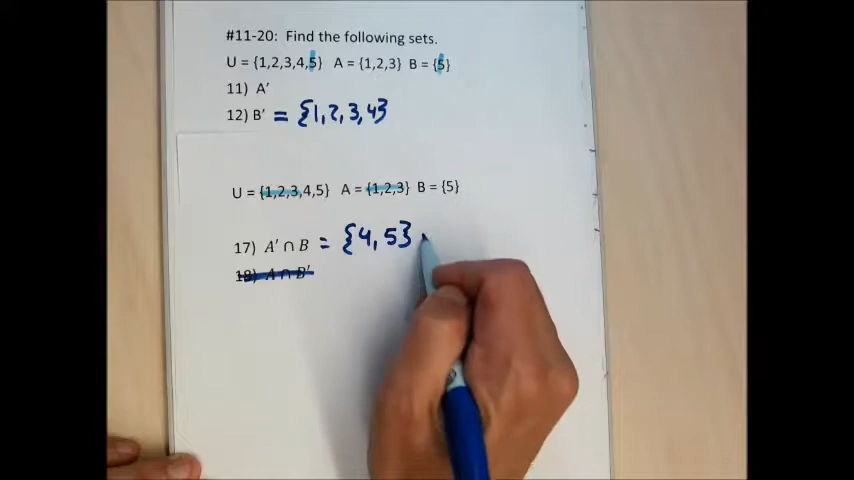 #11-20: Find the following sets.
U = {1,2,3,4,5} A = {1,2,3} B = {5}
11) A′
12) B′ = {1,2,3,4}
U = {1,2,3,4,5} A = {1,2,3} B = {5}
17) A′ ∩ B = {4,5}
18) A ∩ B′